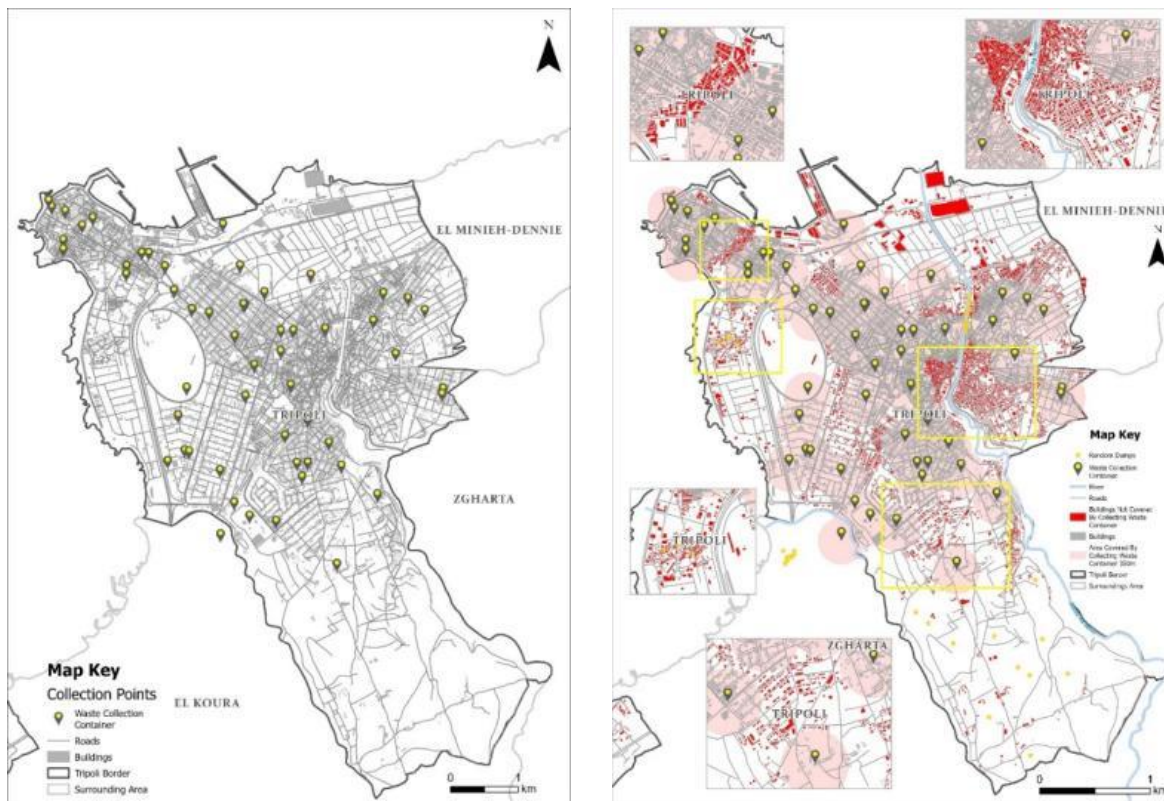 N
EL MINIEH-DENNIE
TRIPOLI
ZGHARTA
EL KOURA
Map Key
Collection Points
Waste Collection
Container
Roads
Buildings
Tripoli Border
Surrounding Area
0 1
km
TRIPOLI
TRIPOLI
EL MINIEH-DENNIE
N
TRIPOLI
Map Key
Random Dumps
Waste Collection
Container
River
Roads
Buildings Not Covered
By Collecting Waste
Container
Buildings
Area Covered By
Collecting Waste
Container
Tripoli Border
Surroundings Area
TRIPOLI
ZGHARTA
TRIPOLI
0 1
km